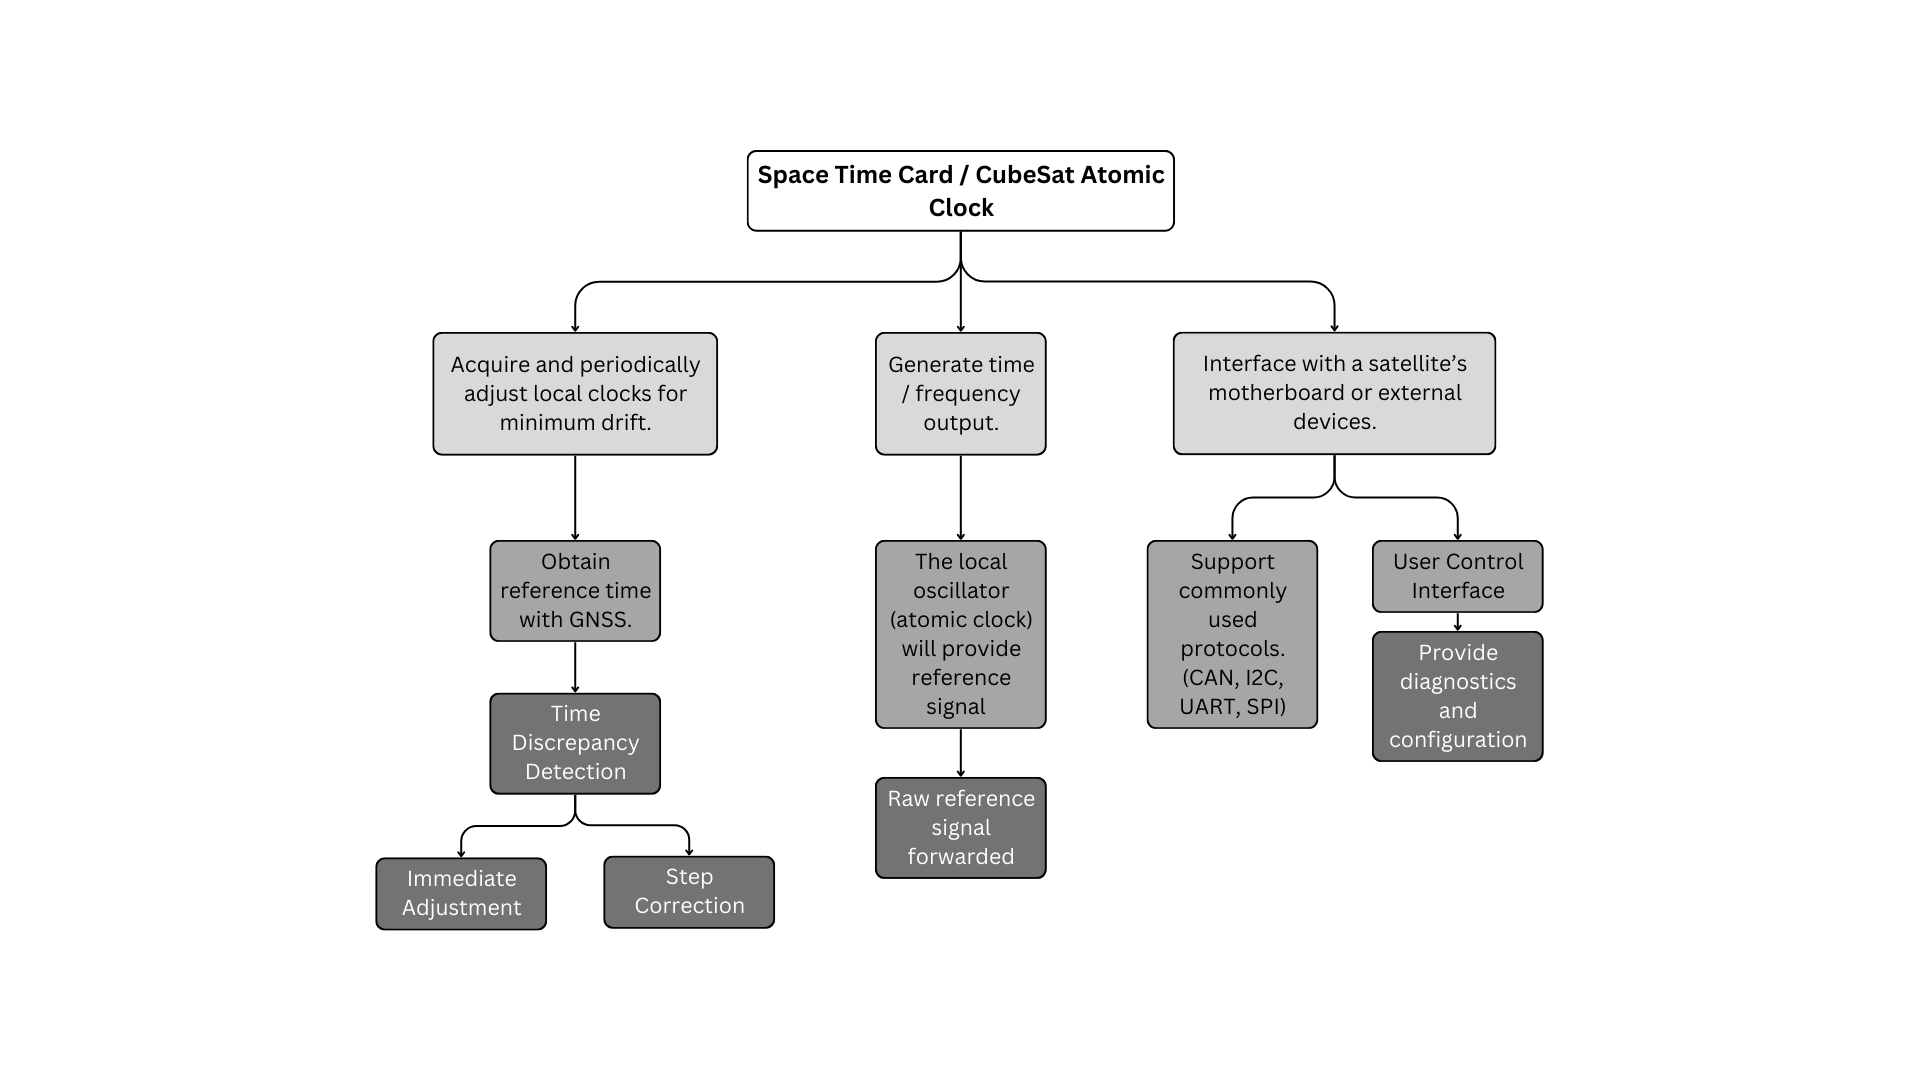 Space Time Card / CubeSat Atomic
Clock
Acquire and periodically
adjust local clocks for
minimum drift.
Generate time
/ frequency
output.
Interface with a satellite’s
motherboard or external
devices.
Obtain
reference time
with GNSS.
The local
oscillator
(atomic clock)
will provide
reference
signal
Support
commonly
used
protocols.
(CAN, I2C,
UART, SPI)
User Control
Interface
Provide
diagnostics
and
configuration
Time
Discrepancy
Detection
Raw reference
signal
forwarded
Immediate
Adjustment
Step
Correction